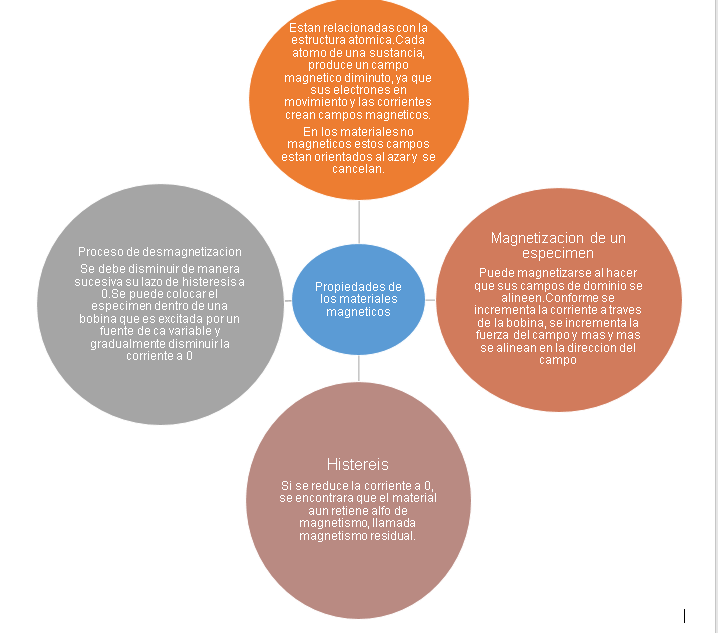 Estan relacionadas con la
estructura atomica.Cada
atomo de una sustancia,
produce un campo
magnetico diminuto, ya que
sus electrones en
movimiento y las corrientes
crean campos magneticos.
En los materiales no
magneticos estos campos
estan orientados al azar y se
cancelan.
Proceso de desmagnetizacion
Se debe disminuir de manera
sucesiva su lazo de histeresis a
0.Se puede colocar el
especimen dentro de una
bobina que es excitada por un
fuente de ca variable y
gradualmente disminuir la
corriente a 0
Propiedades de
los materiales
magneticos
Magnetizacion de un
especimen
Puede magnetizarse al hacer
que sus campos de dominio se
alineen.Conforme se
incrementa la corriente a traves
de la bobina, se incrementa la
fuerza del campo y mas y mas
se alinean en la direccion del
campo
Histereis
Si se reduce la corriente a 0,
se encontrara que el material
aun retiene alfo de
magnetismo, llamada
magnetismo residual.